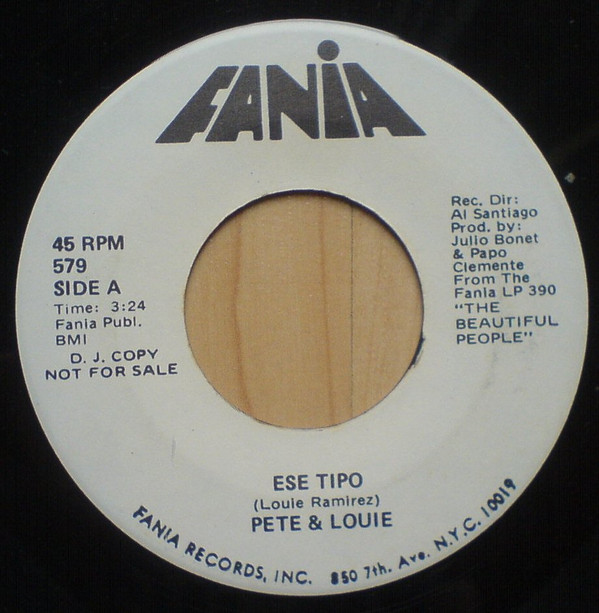 FANiA
45 RPM
579
SIDE A
Time: 3:24
Fania Publ.
BMI
D. J. COPY
NOT FOR SALE
Rec. Dir:
Al Santiago
Prod. by:
Julio Bonet
& Papo
Clemente
From The
Fania LP 390
"THE
BEAUTIFUL
PEOPLE"
ESE TIPO
(Louie Ramirez)
PETE & LOUIE
FANIA RECORDS, INC. 850 7th. Ave. N.Y.C. 10019